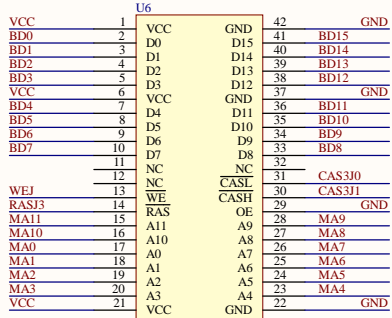 U6
VCC 1 VCC GND 42 GND
BD0 2 D0 D15 41 BD15
BD1 3 D1 D14 40 BD14
BD2 4 D2 D13 39 BD13
BD3 5 D3 D12 38 BD12
VCC 6 VCC GND 37 GND
BD4 7 D4 D11 36 BD11
BD5 8 D5 D10 35 BD10
BD6 9 D6 D9 34 BD9
BD7 10 D7 D8 33 BD8
11 NC NC 32
12 NC CASL 31 CAS3J0
WEJ 13 WE CASH 30 CAS3J1
RASJ3 14 RAS OE 29 GND
MA11 15 A11 A9 28 MA9
MA10 16 A10 A8 27 MA8
MA0 17 A0 A7 26 MA7
MA1 18 A1 A6 25 MA6
MA2 19 A2 A5 24 MA5
MA3 20 A3 A4 23 MA4
VCC 21 VCC GND 22 GND